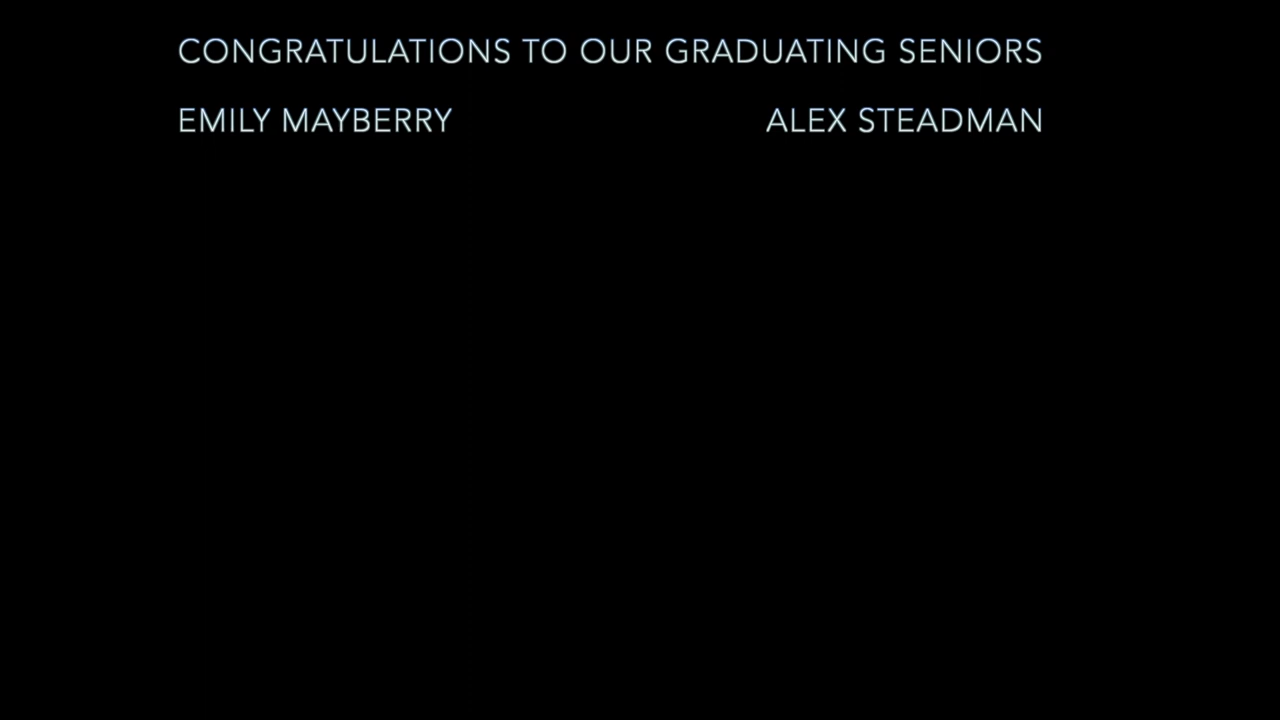 CONGRATULATIONS TO OUR GRADUATING SENIORS
EMILY MAYBERRY ALEX STEADMAN